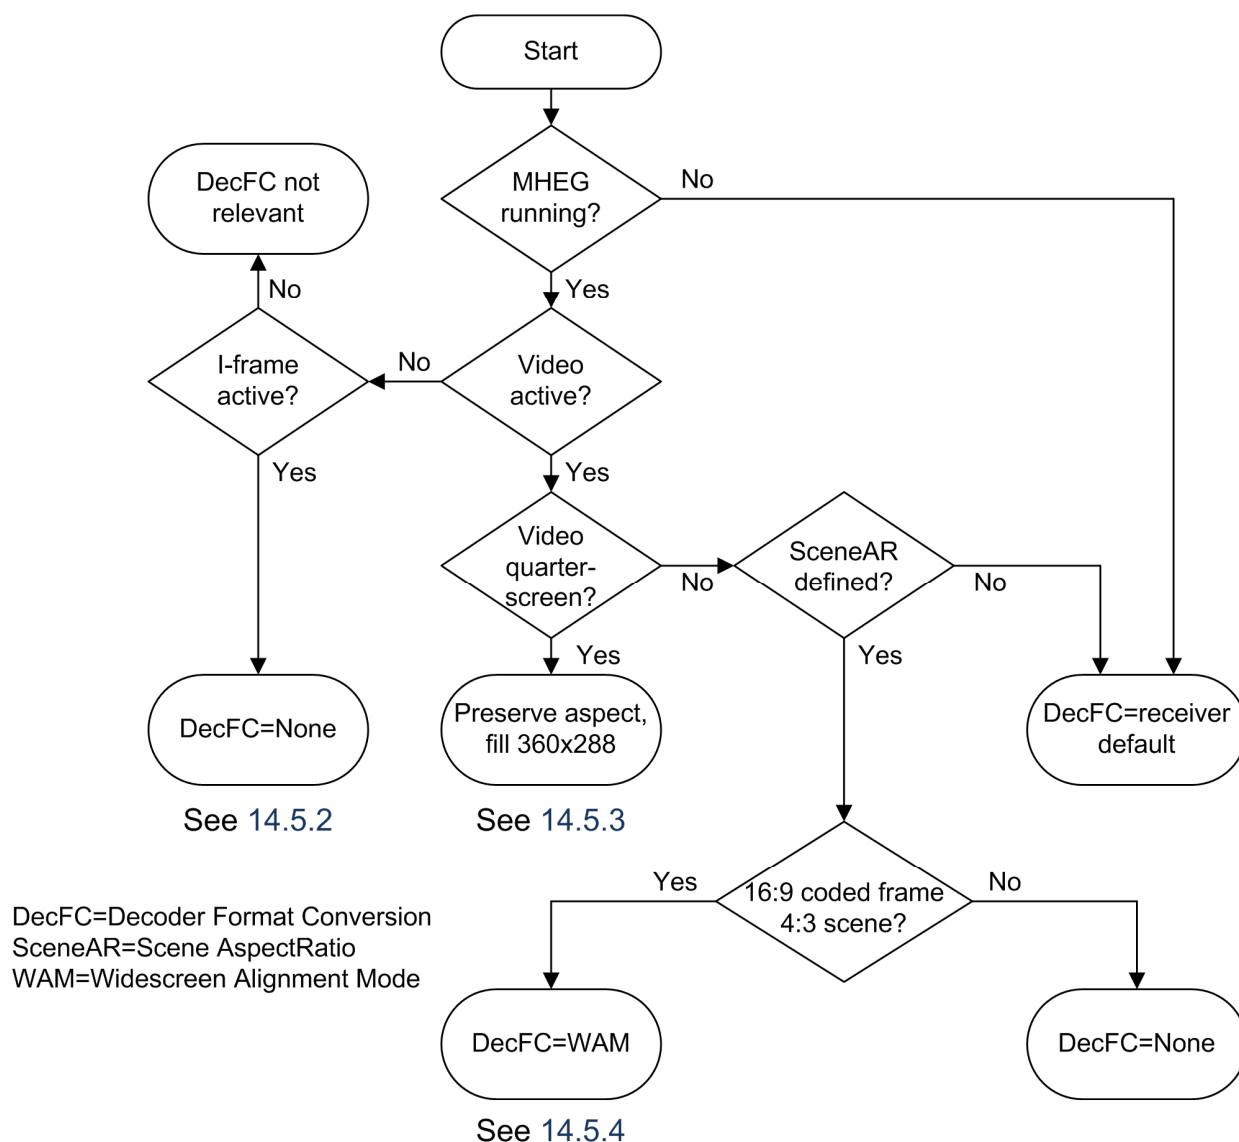 Start
MHEG
running?
No
DecFC not
relevant
No
Yes
I-frame
active?
No
Video
active?
Yes
Yes
Video
quarter-
screen?
No
SceneAR
defined?
No
Yes
Yes
DecFC=None
Preserve aspect,
fill 360x288
DecFC=receiver
default
See 14.5.2
See 14.5.3
Yes
16:9 coded frame
4:3 scene?
No
DecFC=Decoder Format Conversion
SceneAR=Scene AspectRatio
WAM=Widescreen Alignment Mode
DecFC=WAM
DecFC=None
See 14.5.4